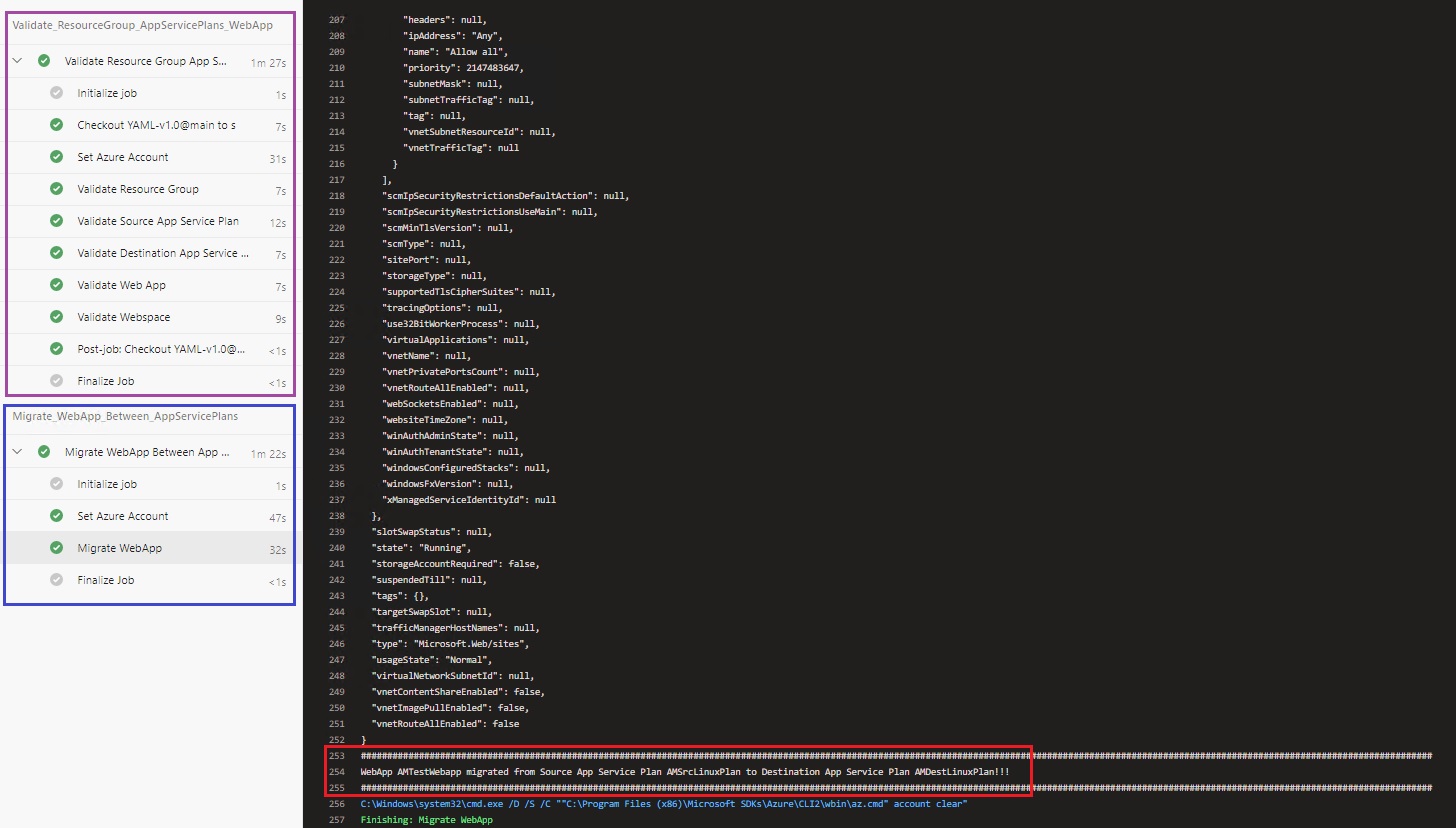 Validate_ResourceGroup_AppServicePlans_WebApp
Validate Resource Group App S... 1m 27s
Initialize job 1s
Checkout YAML-v1.0@main to s 7s
Set Azure Account 31s
Validate Resource Group 7s
Validate Source App Service Plan 12s
Validate Destination App Service ... 7s
Validate Web App 7s
Validate Webspace 9s
Post-job: Checkout YAML-v1.0@... <1s
Finalize Job <1s
Migrate_WebApp_Between_AppServicePlans
Migrate WebApp Between App ... 1m 22s
Initialize job 1s
Set Azure Account 47s
Migrate WebApp 32s
Finalize Job <1s
207 "headers": null,
208 "ipAddress": "Any",
209 "name": "Allow all",
210 "priority": 2147483647,
211 "subnetMask": null,
212 "subnetTrafficTag": null,
213 "tag": null,
214 "vnetSubnetResourceId": null,
215 "vnetTrafficTag": null
216 }
217 ],
218 "scmIpSecurityRestrictionsDefaultAction": null,
219 "scmIpSecurityRestrictionsUseMain": null,
220 "scmMinTlsVersion": null,
221 "scmType": null,
222 "sitePort": null,
223 "storageType": null,
224 "supportedTlsCipherSuites": null,
225 "tracingOptions": null,
226 "use32BitWorkerProcess": null,
227 "virtualApplications": null,
228 "vnetName": null,
229 "vnetPrivatePortsCount": null,
230 "vnetRouteAllEnabled": null,
231 "webSocketsEnabled": null,
232 "websiteTimeZone": null,
233 "winAuthAdminState": null,
234 "winAuthTenantState": null,
235 "windowsConfiguredStacks": null,
236 "windowsFxVersion": null,
237 "xManagedServiceIdentityId": null
238 },
239 "slotSwapStatus": null,
240 "state": "Running",
241 "storageAccountRequired": false,
242 "suspendedTill": null,
243 "tags": {},
244 "targetSwapSlot": null,
245 "trafficManagerHostNames": null,
246 "type": "Microsoft.Web/sites",
247 "usageState": "Normal",
248 "virtualNetworkSubnetId": null,
249 "vnetContentShareEnabled": false,
250 "vnetImagePullEnabled": false,
251 "vnetRouteAllEnabled": false
252 }
253 ############################################################################################################################################################################################################
254 WebApp AMTestWebapp migrated from Source App Service Plan AMSrcLinuxPlan to Destination App Service Plan AMDestLinuxPlan!!!
255 ############################################################################################################################################################################################################
256 C:\Windows\system32\cmd.exe /D /S /C ""C:\Program Files (x86)\Microsoft SDKs\Azure\CLI2\wbin\az.cmd" account clear"
257 Finishing: Migrate WebApp